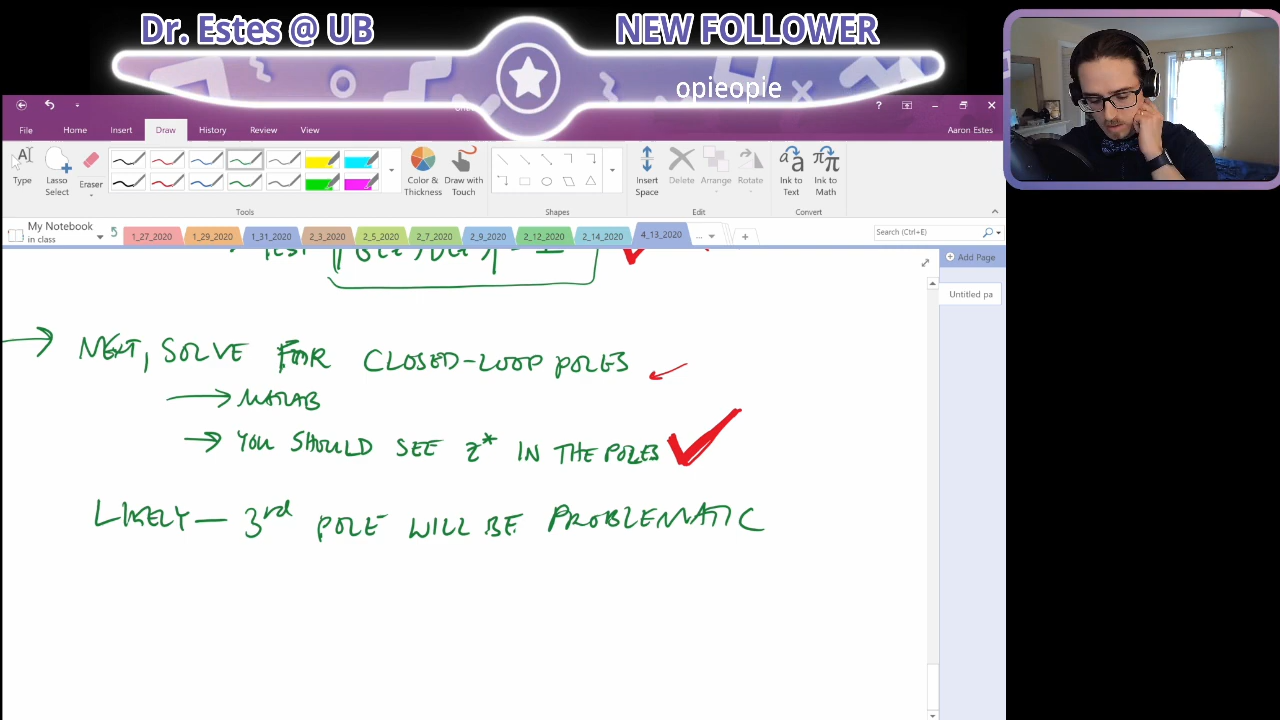 Dr. Estes @ UB
NEW FOLLOWER
opieopie
?
File Home Insert Draw History Review View
Aaron Estes
Type
Lasso Select
Eraser
Color & Thickness
Draw with Touch
Insert Space
Delete
Arrange
Rotate
Ink to Text
Ink to Math
Tools
Shapes
Edit
Convert
My Notebook
in class
1_27_2020 1_29_2020 1_31_2020 2_3_2020 2_5_2020 2_7_2020 2_9_2020 2_12_2020 2_14_2020 4_13_2020 ... +
Search (Ctrl+E)
Add Page
Untitled pa
→ NEXT, SOLVE FOR CLOSED-LOOP POLES
→ MATLAB
→ YOU SHOULD SEE z* IN THE POLES
LIKELY — 3rd POLE WILL BE PROBLEMATIC